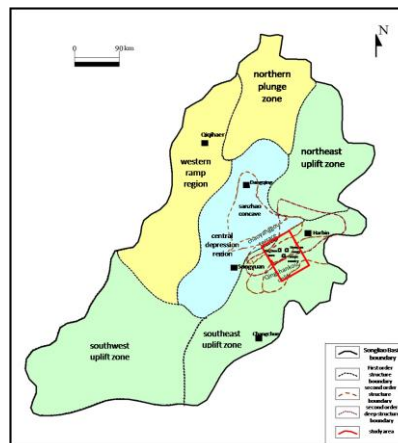 0 90 km
N
northern
plunge
zone
northeast
uplift zone
Qiqihaer
western
ramp
region
Daqing
sanzhao
concave
central
depression
region
Harbin
Songyuan
southwest
uplift zone
southeast
uplift zone
Changchun
Songliao Basin
boundary
First order
structure
boundary
second order
structure
boundary
second order
deep structure
boundary
study area